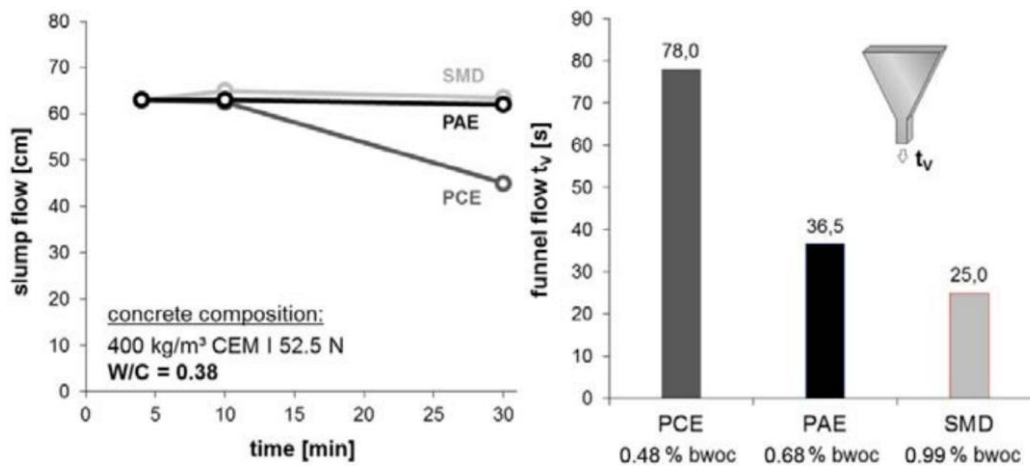 80
70
60
50
40
30
20
10
0
slump flow [cm]
SMD
PAE
PCE
concrete composition:
400 kg/m³ CEM I 52.5 N
W/C = 0.38
0 5 10 15 20 25 30
time [min]
90
80
70
60
50
40
30
20
10
0
funnel flow tv [s]
78,0
36,5
25,0
tv
PCE PAE SMD
0.48 % bwoc 0.68 % bwoc 0.99 % bwoc